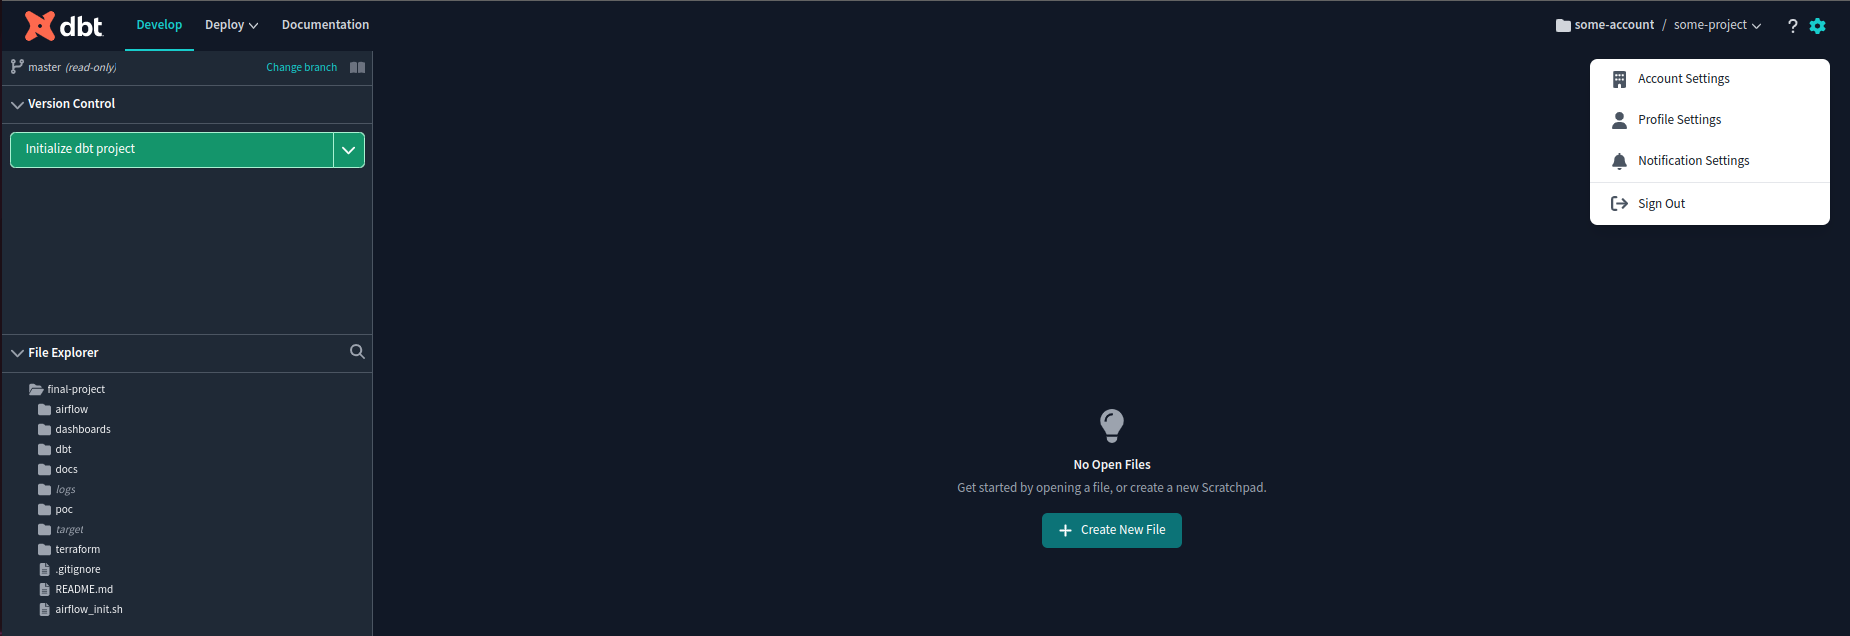 dbt Develop Deploy Documentation some-account / some-project ?
master (read-only) Change branch
Version Control
Initialize dbt project
Account Settings
Profile Settings
Notification Settings
Sign Out
File Explorer
final-project
airflow
dashboards
dbt
docs
logs
poc
target
terraform
.gitignore
README.md
airflow_init.sh
No Open Files
Get started by opening a file, or create a new Scratchpad.
+ Create New File